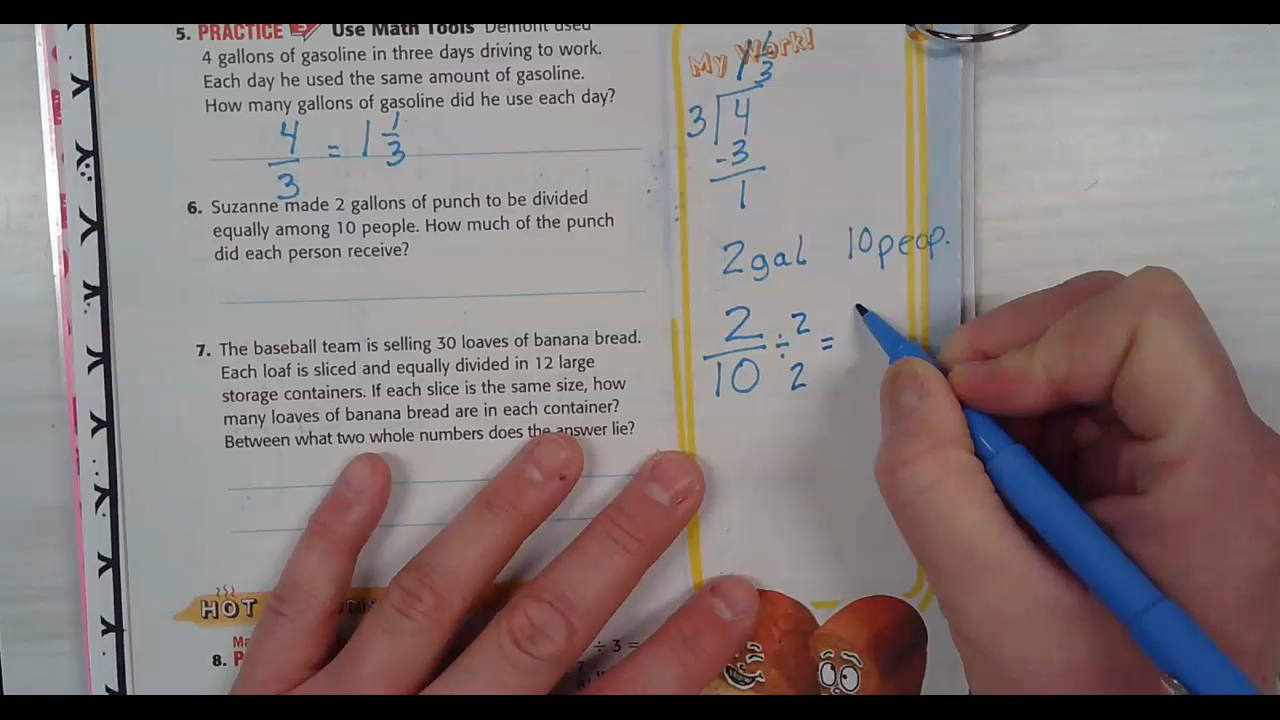 5. PRACTICE Use Math Tools Demont used
4 gallons of gasoline in three days driving to work.
Each day he used the same amount of gasoline.
How many gallons of gasoline did he use each day?
4/3 = 1 1/3
6. Suzanne made 2 gallons of punch to be divided
equally among 10 people. How much of the punch
did each person receive?
7. The baseball team is selling 30 loaves of banana bread.
Each loaf is sliced and equally divided in 12 large
storage containers. If each slice is the same size, how
many loaves of banana bread are in each container?
Between what two whole numbers does the answer lie?
HOT
8.
÷ 3 =
My Work!
3 4
-3
1
2gal 10peop.
2/10 ÷ 2/2 =